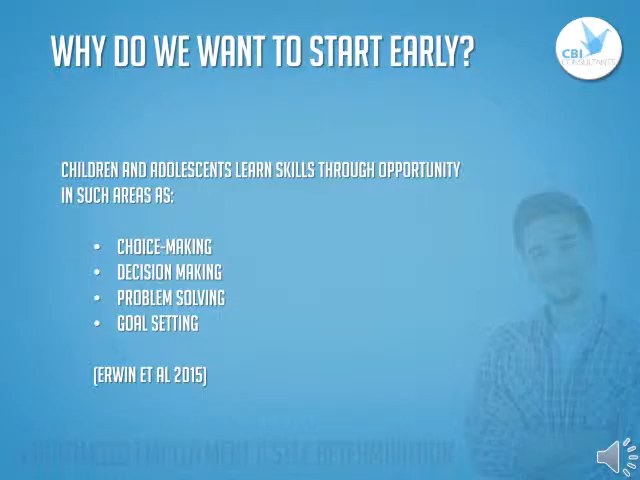 WHY DO WE WANT TO START EARLY?
CBI
CONSULTANTS
CHILDREN AND ADOLESCENTS LEARN SKILLS THROUGH OPPORTUNITY
IN SUCH AREAS AS:
• CHOICE-MAKING
• DECISION MAKING
• PROBLEM SOLVING
• GOAL SETTING
(ERWIN ET AL 2015)